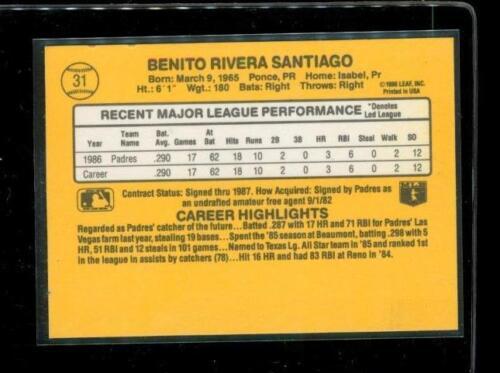 31
BENITO RIVERA SANTIAGO
Born: March 9, 1965 Ponce, PR Home: Isabel, Pr
Ht.: 6'1" Wgt.: 180 Bats: Right Throws: Right
©1986 LEAF, INC.
Printed in USA
RECENT MAJOR LEAGUE PERFORMANCE
*Denotes
Led League
Year Team Name Bat. Avg. Games At Bat Hits Runs 2B 3B HR RBI Steal Walk SO
1986 Padres .290 17 62 18 10 2 0 3 6 0 2 12
Career .290 17 62 18 10 2 0 3 6 0 2 12
Contract Status: Signed thru 1987. How Acquired: Signed by Padres as
an undrafted amateur free agent 9/1/82
CAREER HIGHLIGHTS
Regarded as Padres' catcher of the future...Batted .287 with 17 HR and 71 RBI for Padres' Las
Vegas farm last year, stealing 19 bases...Spent the '85 season at Beaumont, batting .298 with 5
HR, 51 RBI and 12 steals in 101 games...Named to Texas Lg. All Star team in '85 and ranked 1st
in the league in assists by catchers (78)...Hit 16 HR and had 83 RBI at Reno in '84.